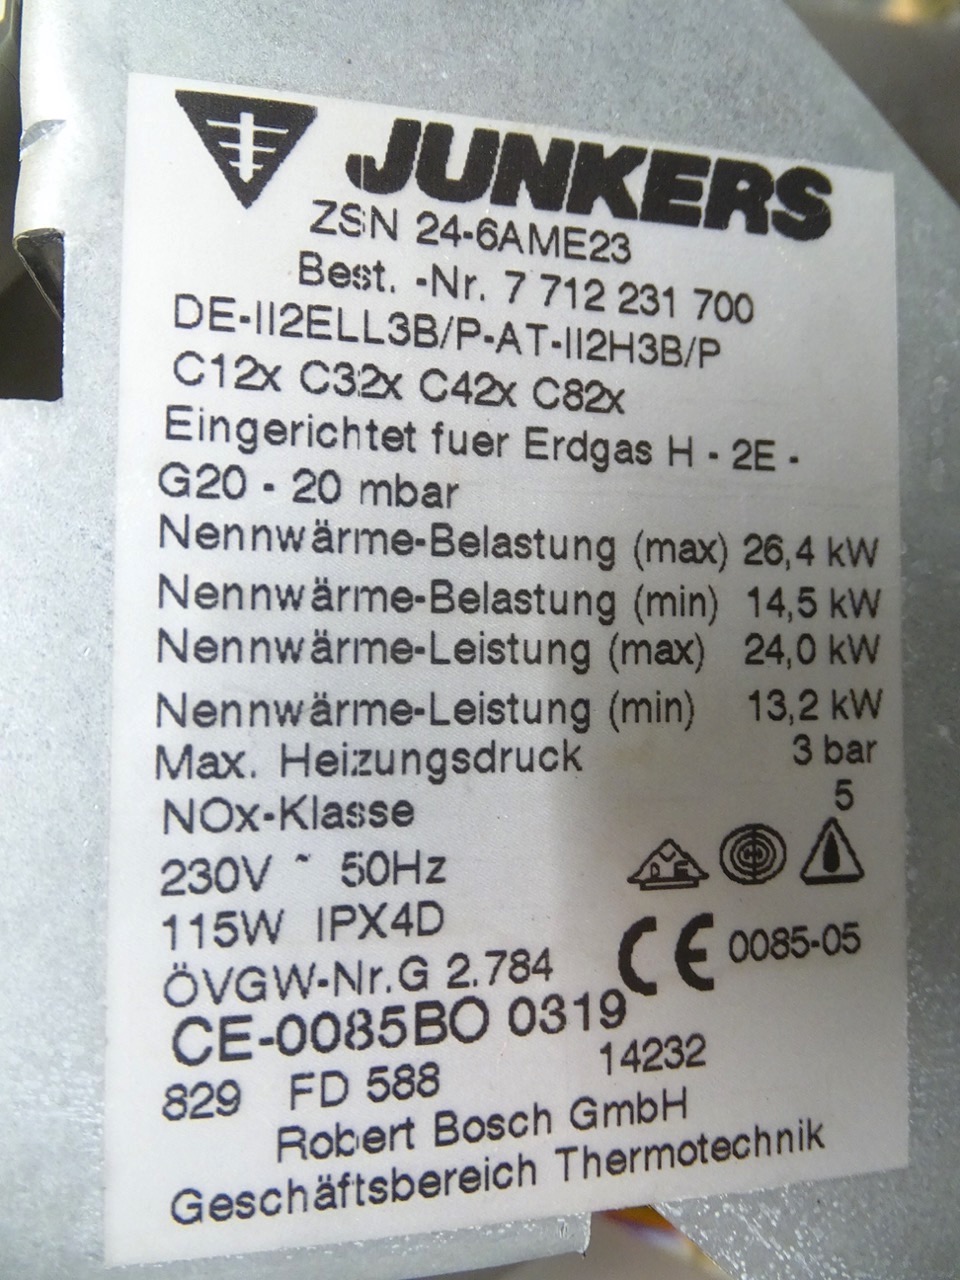 JUNKERS
ZSN 24-6AME23
Best. -Nr. 7 712 231 700
DE-II2ELL3B/P-AT-II2H3B/P
C12x C32x C42x C82x
Eingerichtet fuer Erdgas H - 2E -
G20 - 20 mbar
Nennwärme-Belastung (max) 26,4 kW
Nennwärme-Belastung (min) 14,5 kW
Nennwärme-Leistung (max) 24,0 kW
Nennwärme-Leistung (min) 13,2 kW
Max. Heizungsdruck 3 bar
NOx-Klasse 5
230V ~ 50Hz
115W IPX4D
ÖVGW-Nr.G 2.784 CE 0085-05
CE-0085BO 0319
829 FD 588 14232
Robert Bosch GmbH
Geschäftsbereich Thermotechnik